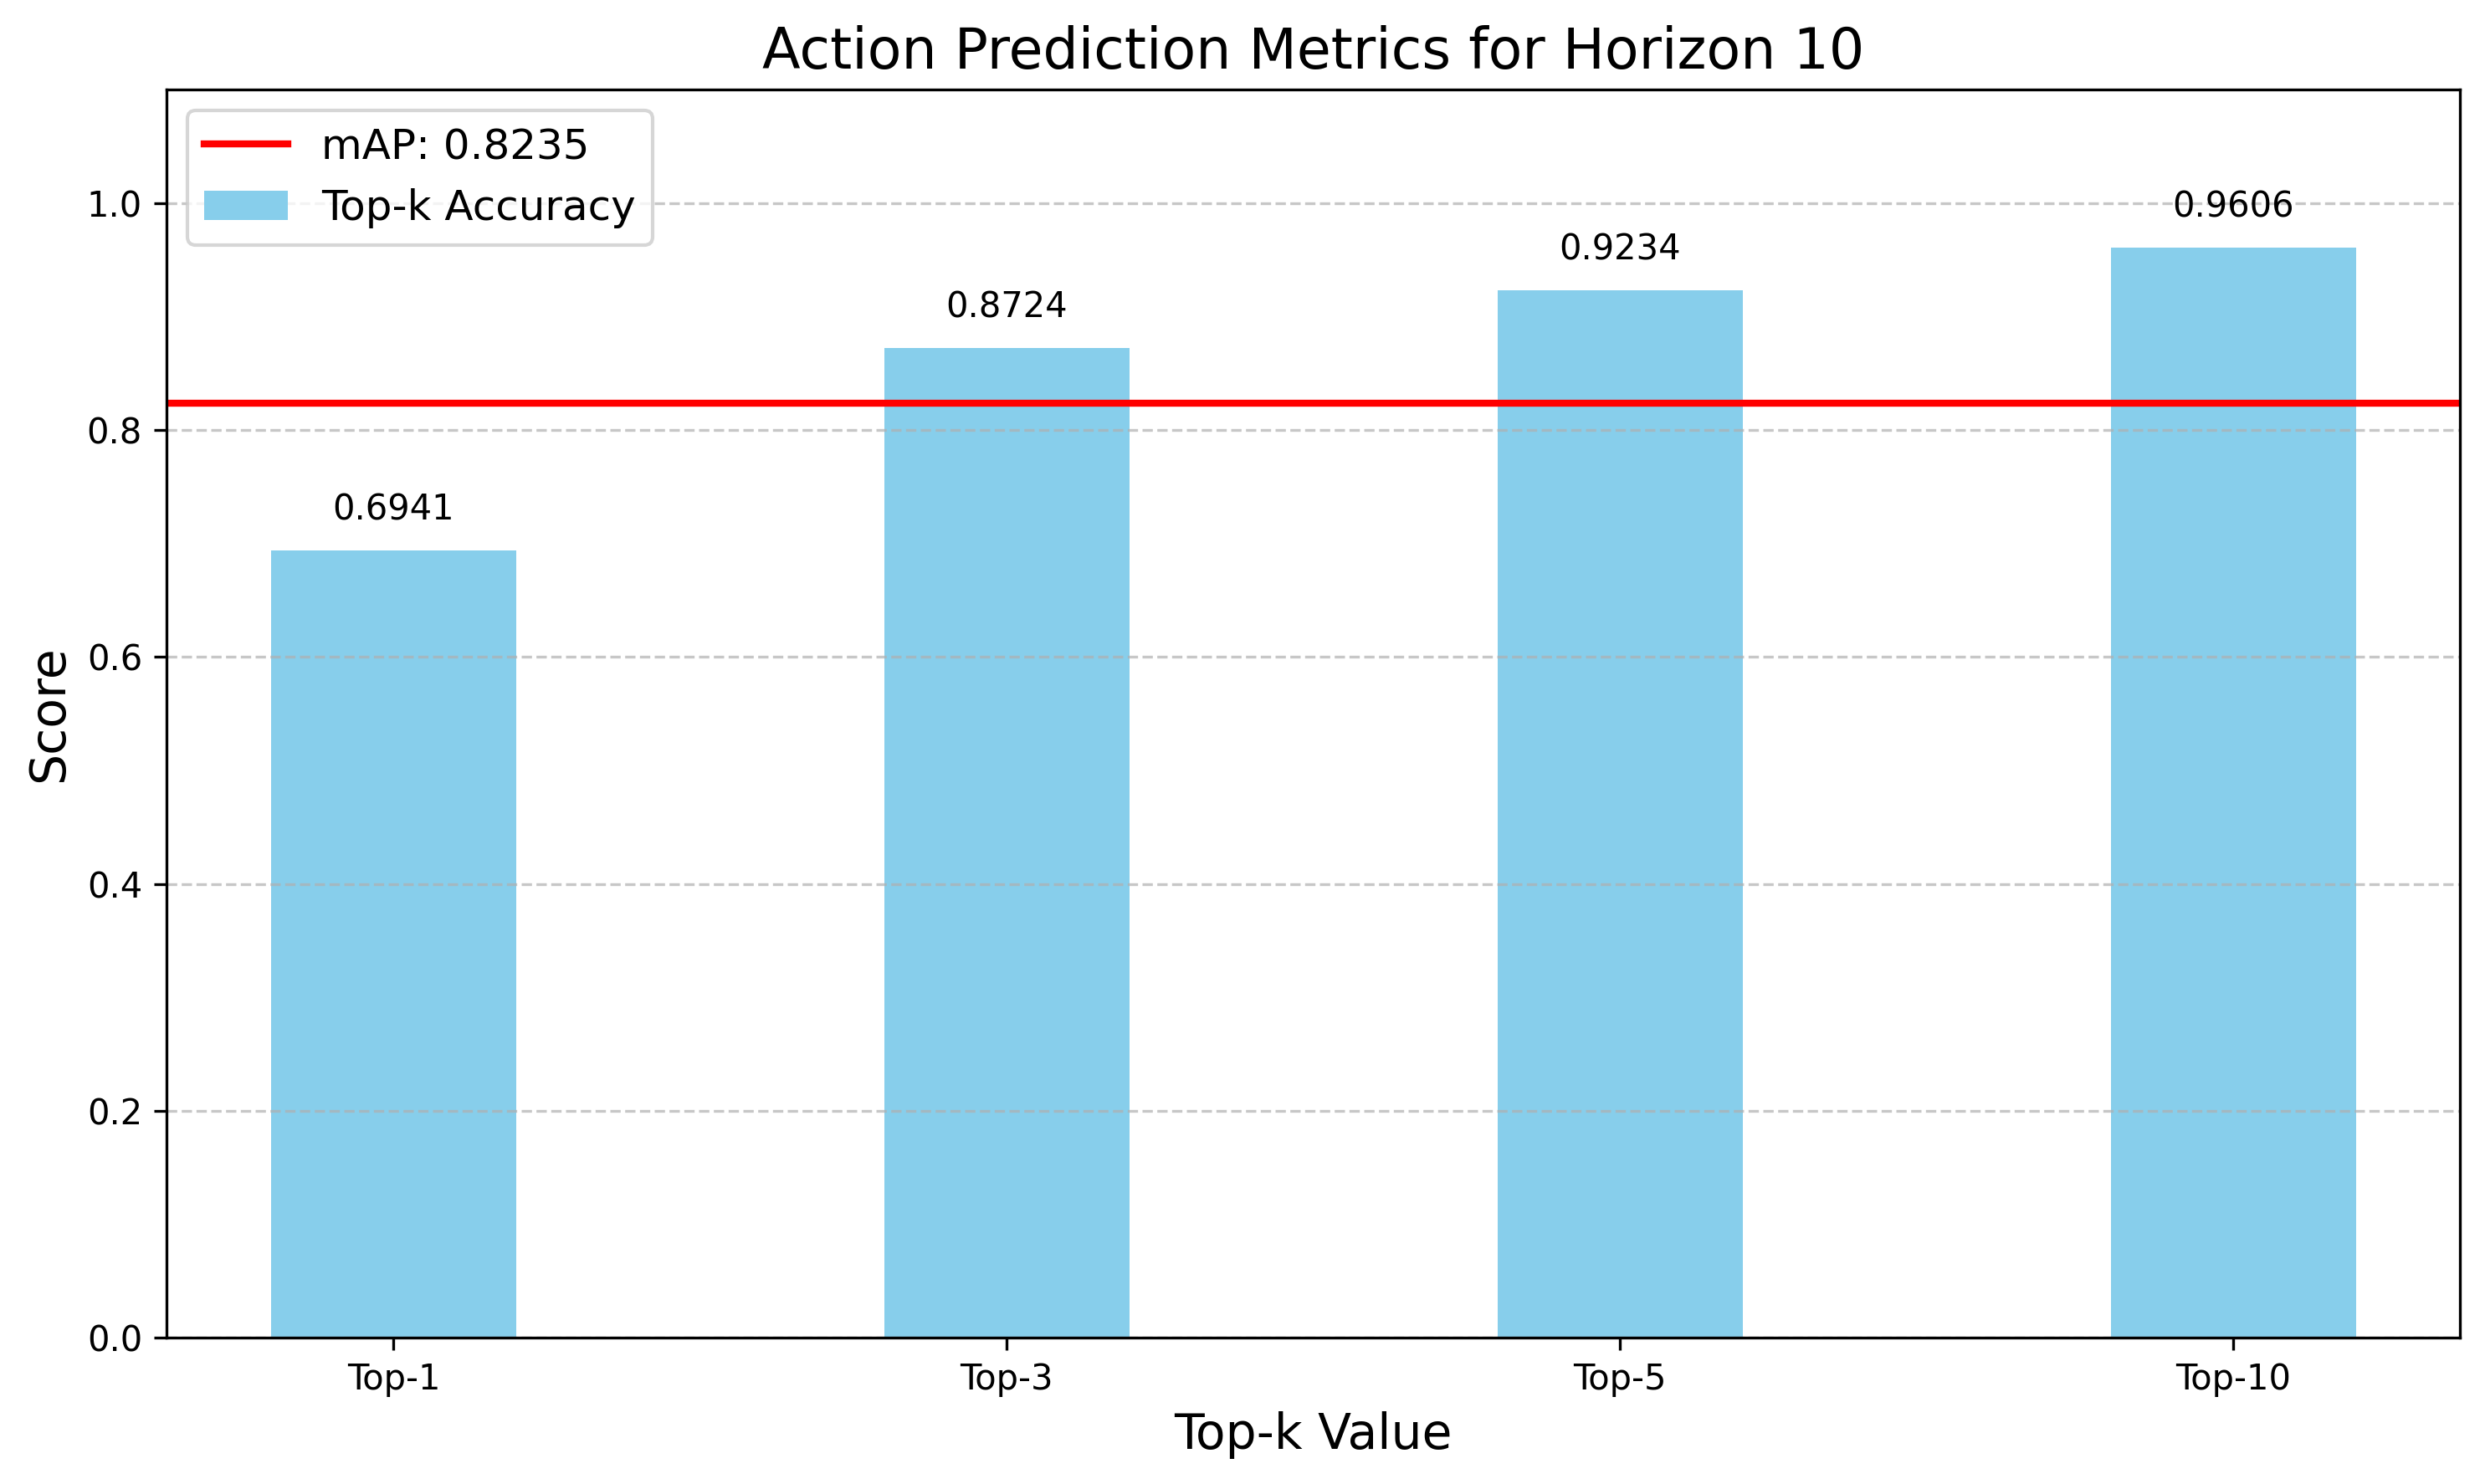 Action Prediction Metrics for Horizon 10
mAP: 0.8235
Top-k Accuracy
1.0
0.8
0.6
0.4
0.2
0.0
Score
0.6941
0.8724
0.9234
0.9606
Top-1
Top-3
Top-5
Top-10
Top-k Value